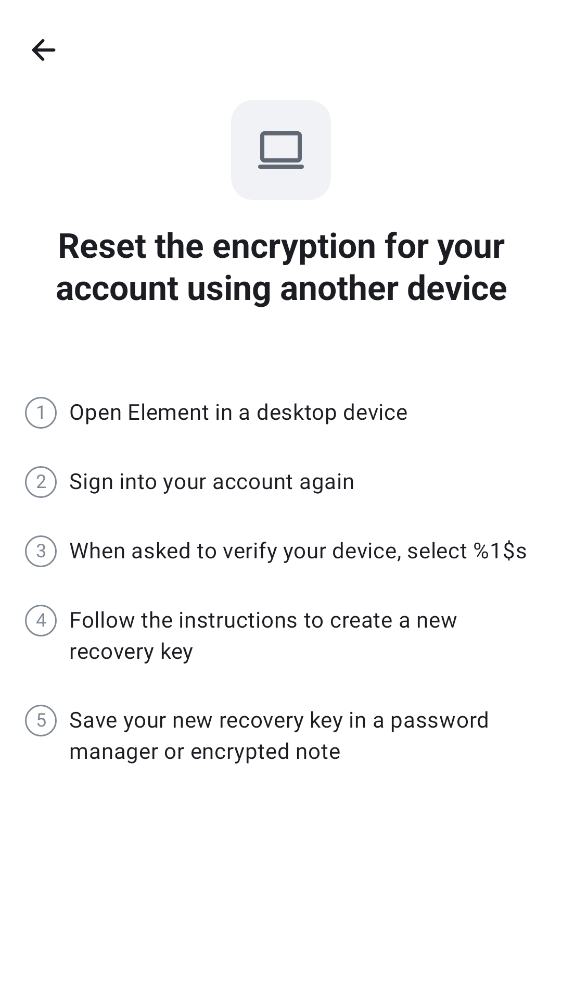 Reset the encryption for your
account using another device
1 Open Element in a desktop device
2 Sign into your account again
3 When asked to verify your device, select %1$s
4 Follow the instructions to create a new
recovery key
5 Save your new recovery key in a password
manager or encrypted note